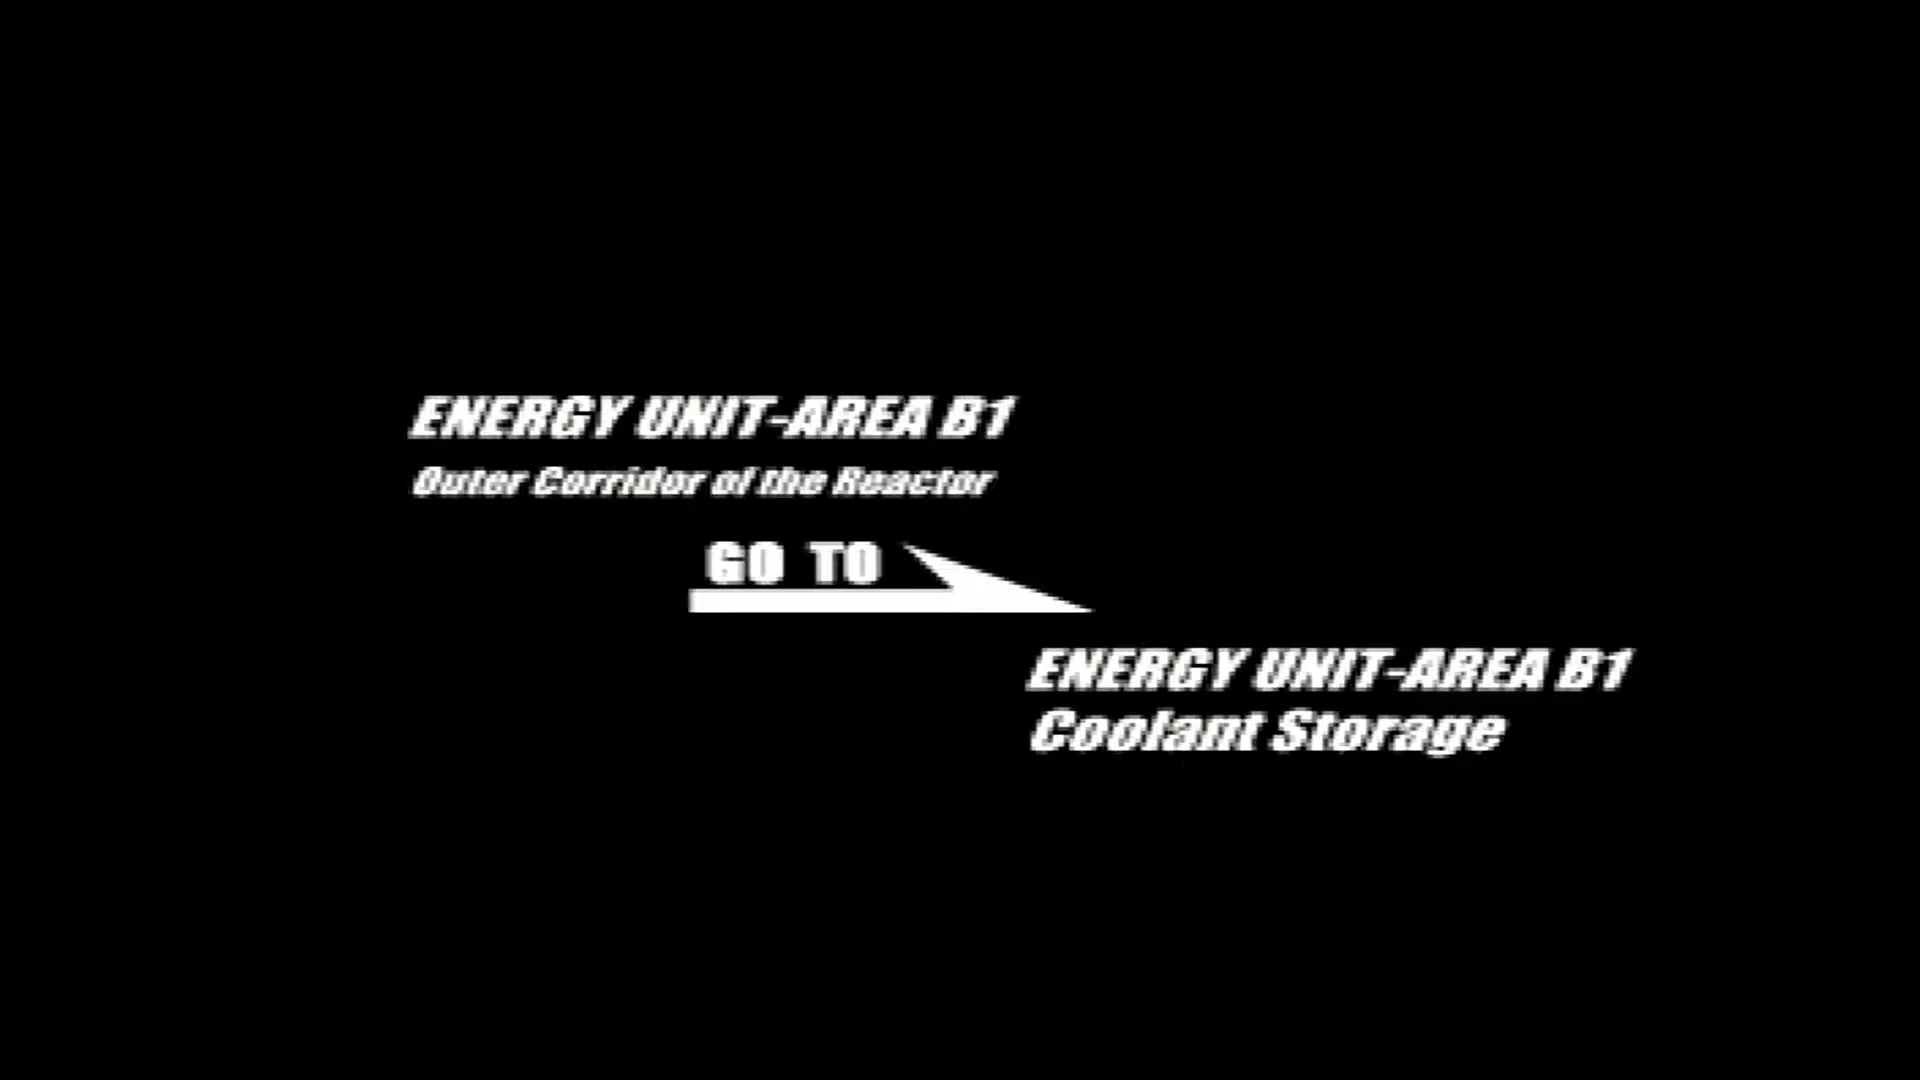 ENERGY UNIT-AREA B1
Outer Corridor of the Reactor
GO TO
ENERGY UNIT-AREA B1
Coolant Storage